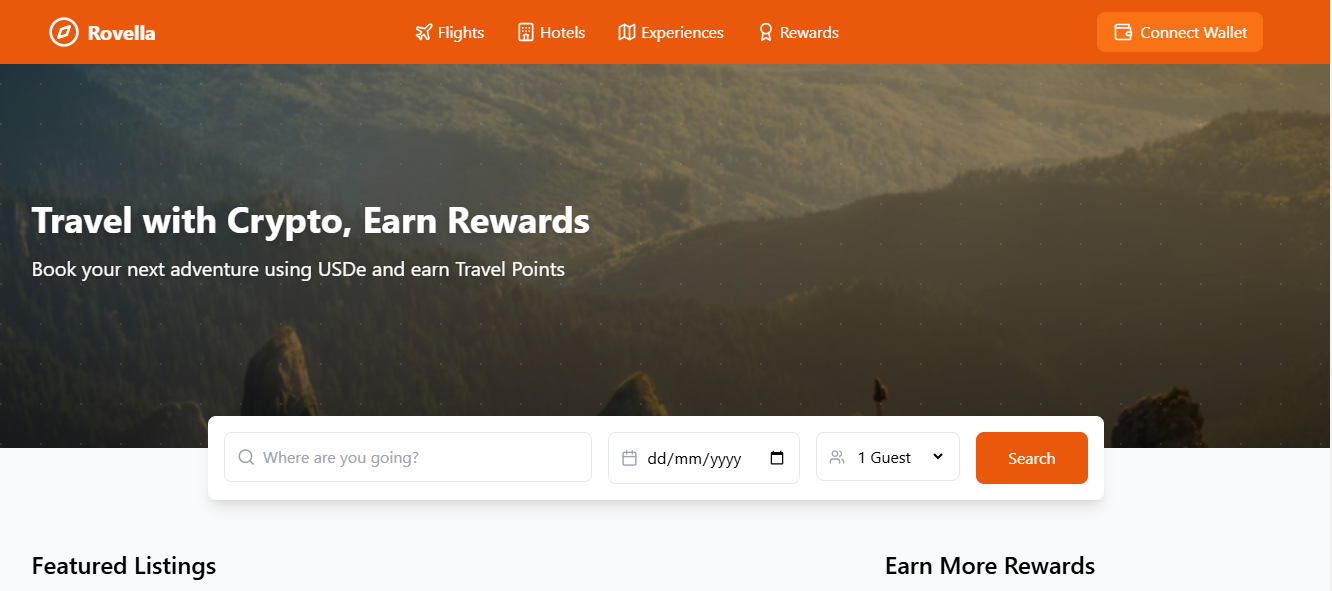 Rovella
Flights
Hotels
Experiences
Rewards
Connect Wallet
Travel with Crypto, Earn Rewards
Book your next adventure using USDe and earn Travel Points
Where are you going?
dd/mm/yyyy
1 Guest
Search
Featured Listings
Earn More Rewards